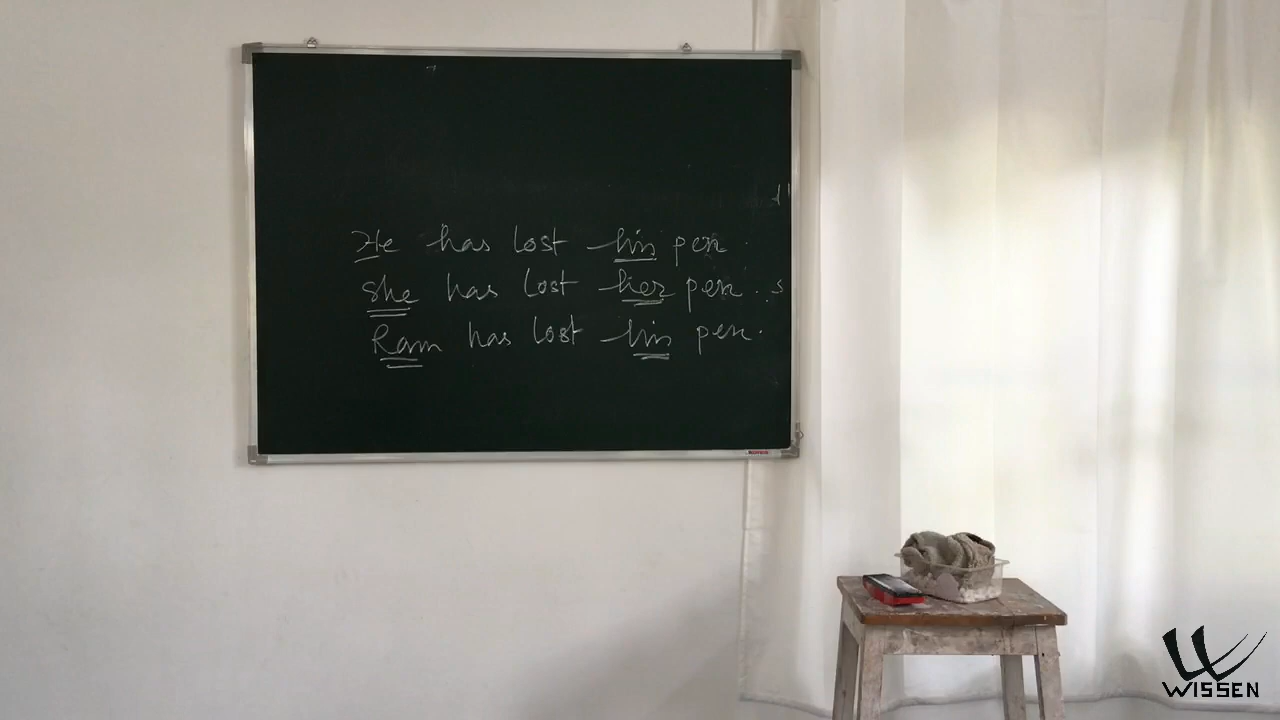 He has lost his pen.
She has lost her pen.
Ram has lost his pen.
WISSEN